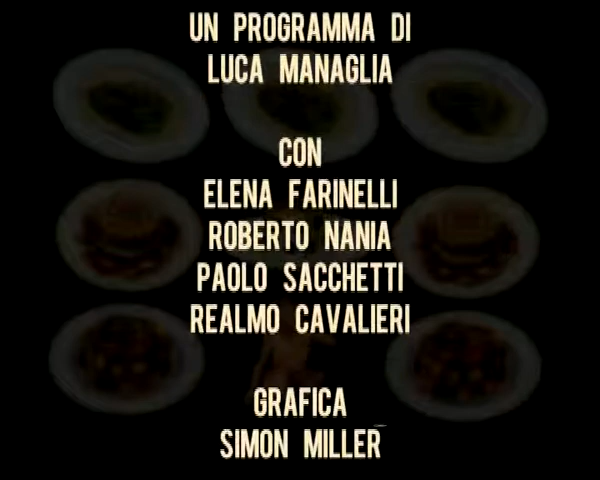 UN PROGRAMMA DI
LUCA MANAGLIA
CON
ELENA FARINELLI
ROBERTO NANIA
PAOLO SACCHETTI
REALMO CAVALIERI
GRAFICA
SIMON MILLER